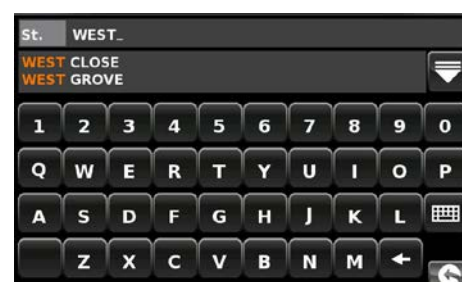 St. WEST_
WEST CLOSE
WEST GROVE
1 2 3 4 5 6 7 8 9 0
Q W E R T Y U I O P
A S D F G H J K L
Z X C V B N M